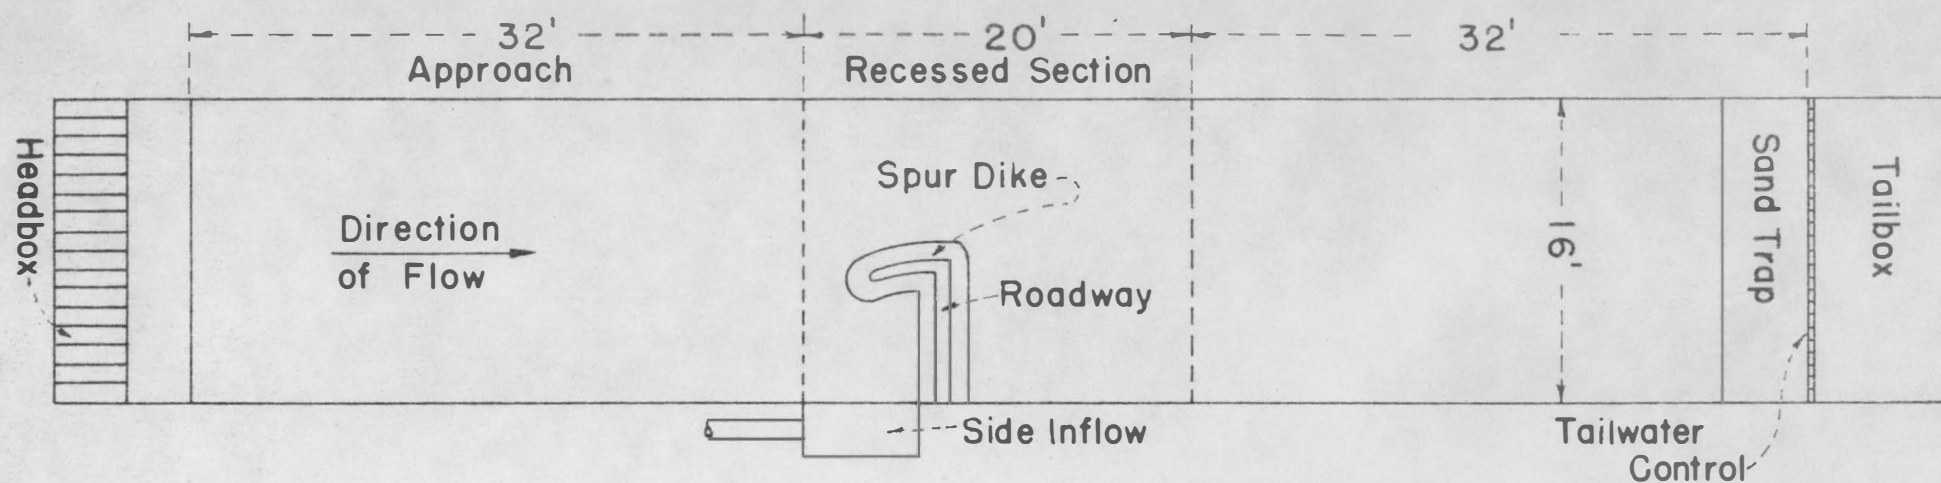 32'
Approach
20'
Recessed Section
32'
Headbox
Direction
of Flow
Spur Dike
Roadway
16'
Sand Trap
Tailbox
Side Inflow
Tailwater
Control